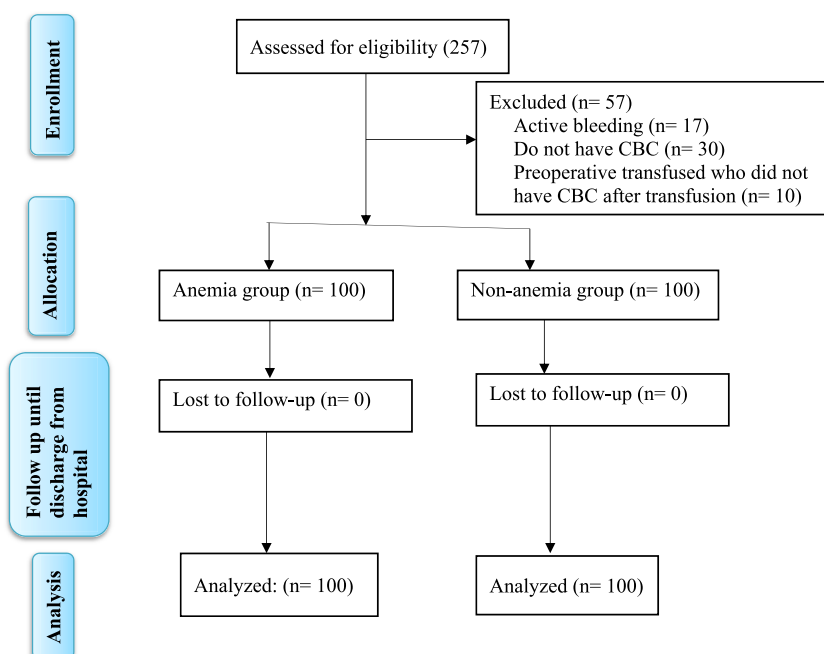 Enrollment
Assessed for eligibility (257)
Excluded (n= 57)
Active bleeding (n= 17)
Do not have CBC (n= 30)
Preoperative transfused who did not
have CBC after transfusion (n= 10)
Allocation
Anemia group (n= 100)
Non-anemia group (n= 100)
Follow up until
discharge from
hospital
Lost to follow-up (n= 0)
Lost to follow-up (n= 0)
Analysis
Analyzed: (n= 100)
Analyzed (n= 100)